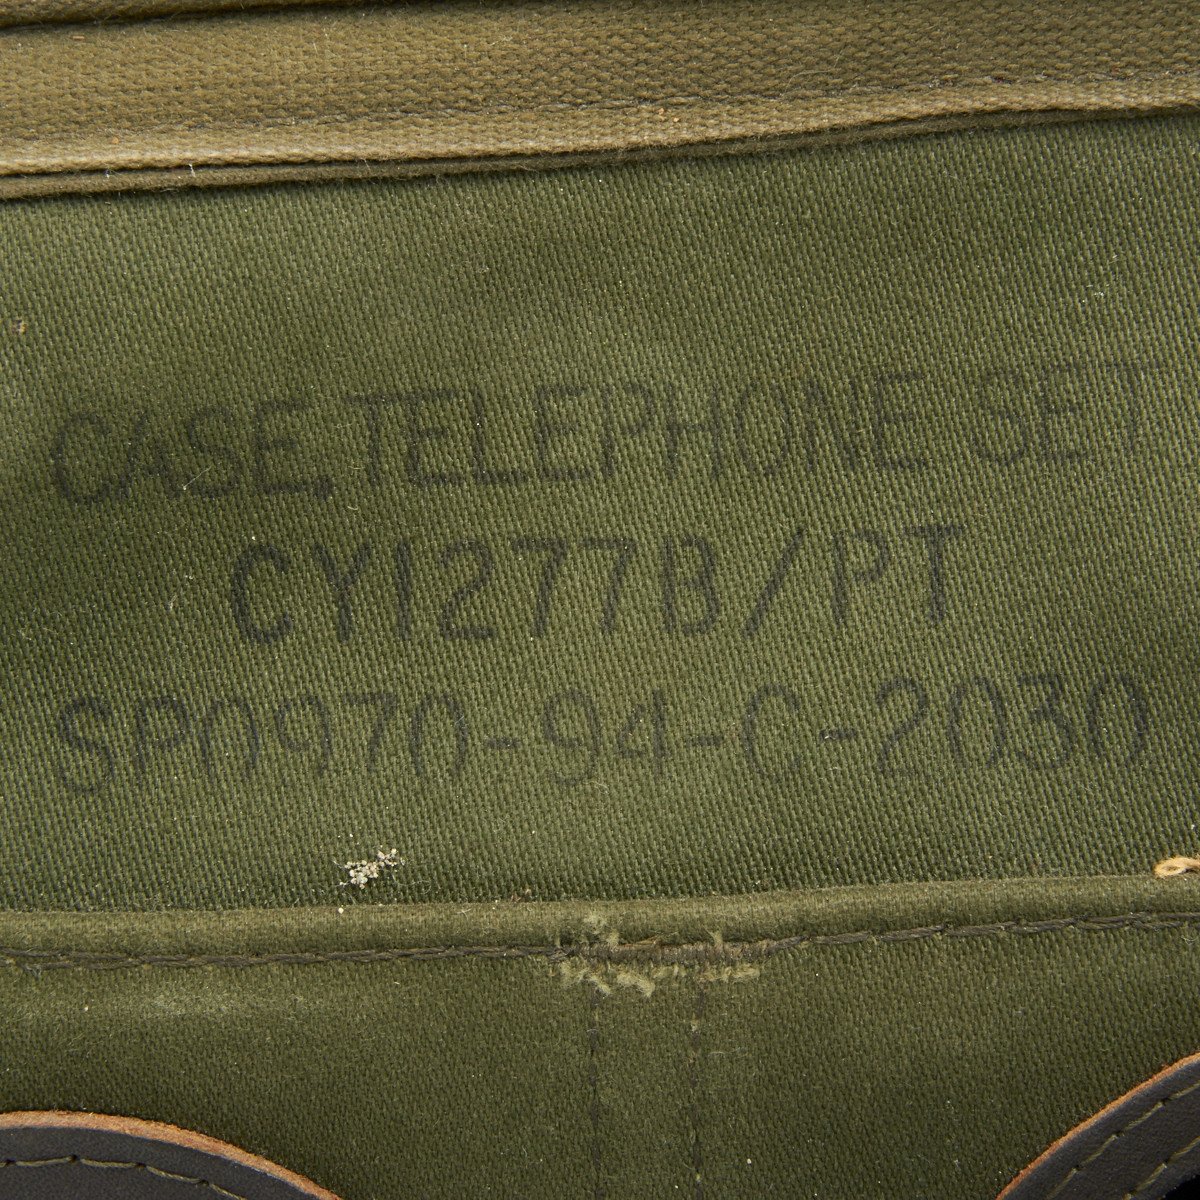 CASE, TELEPHONE SET
CY1277B/PT
SP0970-94-C-2030